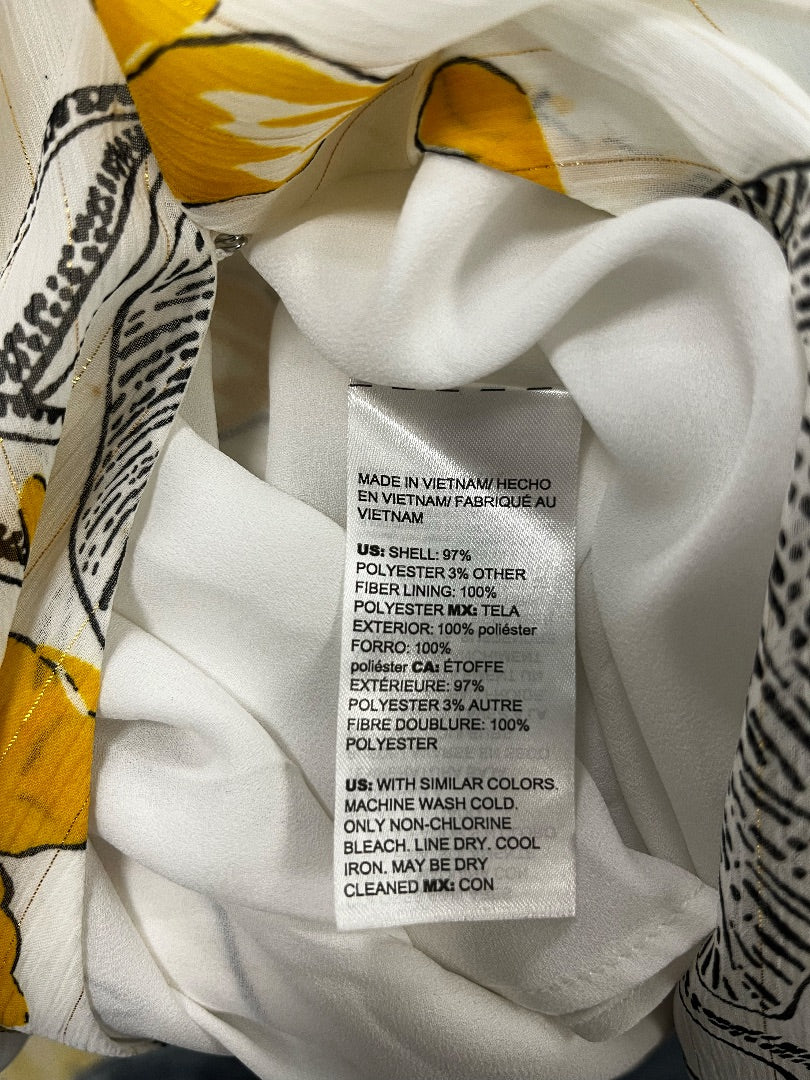 MADE IN VIETNAM/ HECHO
EN VIETNAM/ FABRIQUÉ AU
VIETNAM
US: SHELL: 97%
POLYESTER 3% OTHER
FIBER LINING: 100%
POLYESTER MX: TELA
EXTERIOR: 100% poliéster
FORRO: 100%
poliéster CA: ÉTOFFE
EXTÉRIEURE: 97%
POLYESTER 3% AUTRE
FIBRE DOUBLURE: 100%
POLYESTER
US: WITH SIMILAR COLORS.
MACHINE WASH COLD.
ONLY NON-CHLORINE
BLEACH. LINE DRY. COOL
IRON. MAY BE DRY
CLEANED MX: CON